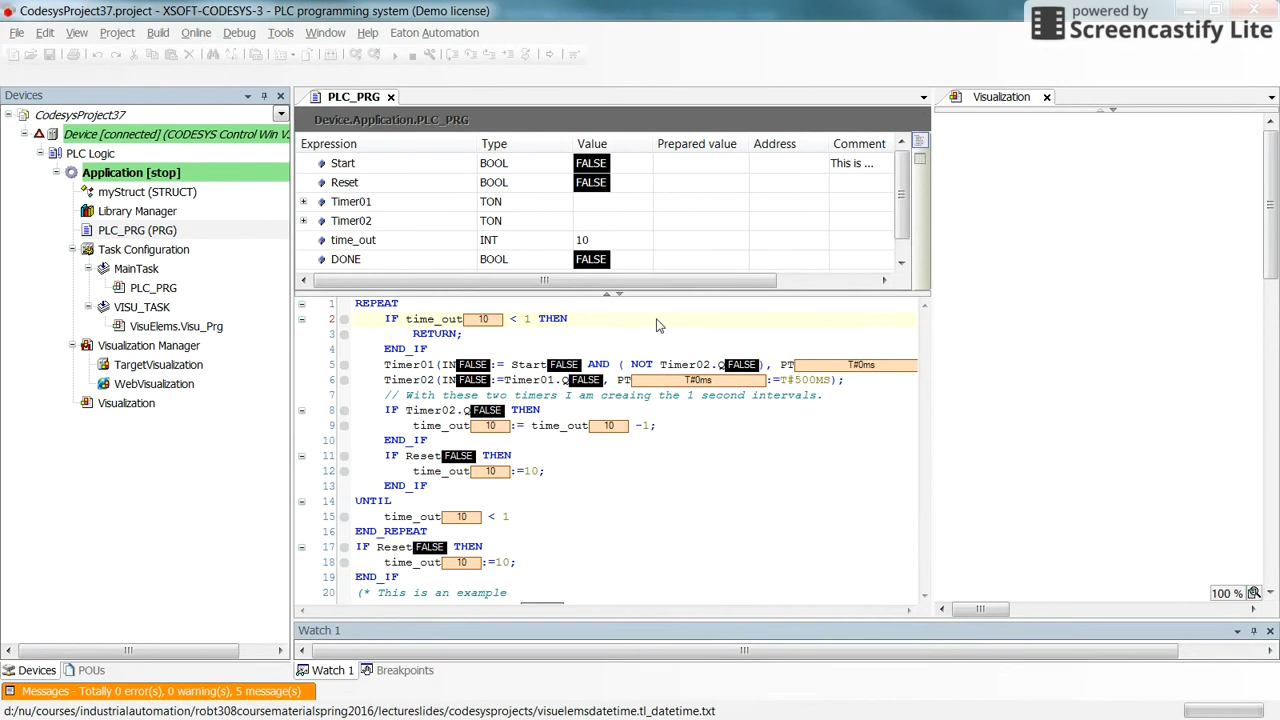 CodesysProject37.project - XSOFT-CODESYS-3 - PLC programming system (Demo license)
powered by
Screencastify Lite
File Edit View Project Build Online Debug Tools Window Help Eaton Automation
Devices
PLC_PRG
Visualization
CodesysProject37
Device [connected] (CODESYS Control Win V3
PLC Logic
Application [stop]
myStruct (STRUCT)
Library Manager
PLC_PRG (PRG)
Task Configuration
MainTask
PLC_PRG
VISU_TASK
VisuElems.Visu_Prg
Visualization Manager
TargetVisualization
WebVisualization
Visualization
Device.Application.PLC_PRG
Expression Type Value Prepared value Address Comment
Start BOOL FALSE This is ...
Reset BOOL FALSE
Timer01 TON
Timer02 TON
time_out INT 10
DONE BOOL FALSE
1 REPEAT
2 IF time_out 10 < 1 THEN
3 RETURN;
4 END_IF
5 Timer01(IN FALSE := Start FALSE AND ( NOT Timer02.Q FALSE ), PT T#0ms
6 Timer02(IN FALSE :=Timer01.Q FALSE , PT T#0ms :=T#500MS);
7 // With these two timers I am creaing the 1 second intervals.
8 IF Timer02.Q FALSE THEN
9 time_out 10 := time_out 10 -1;
10 END_IF
11 IF Reset FALSE THEN
12 time_out 10 :=10;
13 END_IF
14 UNTIL
15 time_out 10 < 1
16 END_REPEAT
17 IF Reset FALSE THEN
18 time_out 10 :=10;
19 END_IF
20 (* This is an example
100 %
Watch 1
Devices POUs
Watch 1 Breakpoints
Messages - Totally 0 error(s), 0 warning(s), 5 message(s)
d:/nu/courses/industrialautomation/robt308coursematerialspring2016/lectureslides/codesysprojects/visuelemsdatetime.tl_datetime.txt